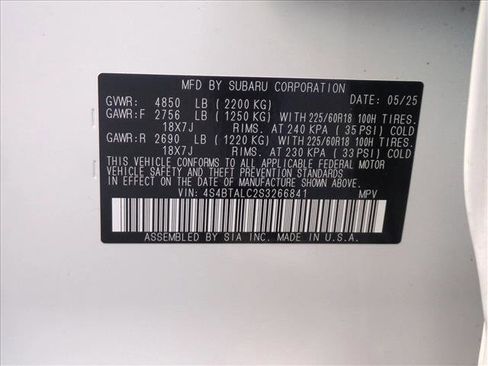 MFD BY SUBARU CORPORATION
GVWR: 4850 LB (2200 KG) DATE: 05/25
GAWR:F 2756 LB (1250 KG) WITH 225/60R18 100H TIRES.
18X7J RIMS. AT 240 KPA (35 PSI) COLD
GAWR:R 2690 LB (1220 KG) WITH 225/60R18 100H TIRES.
18X7J RIMS. AT 230 KPA (33 PSI) COLD
THIS VEHICLE CONFORMS TO ALL APPLICABLE FEDERAL MOTOR
VEHICLE SAFETY AND THEFT PREVENTION STANDARDS IN EFFECT ON THE
DATE OF MANUFACTURE SHOWN ABOVE.
VIN: 4S4BTALC2S3266841 MPV
ASSEMBLED BY SIA INC. MADE IN U.S.A.